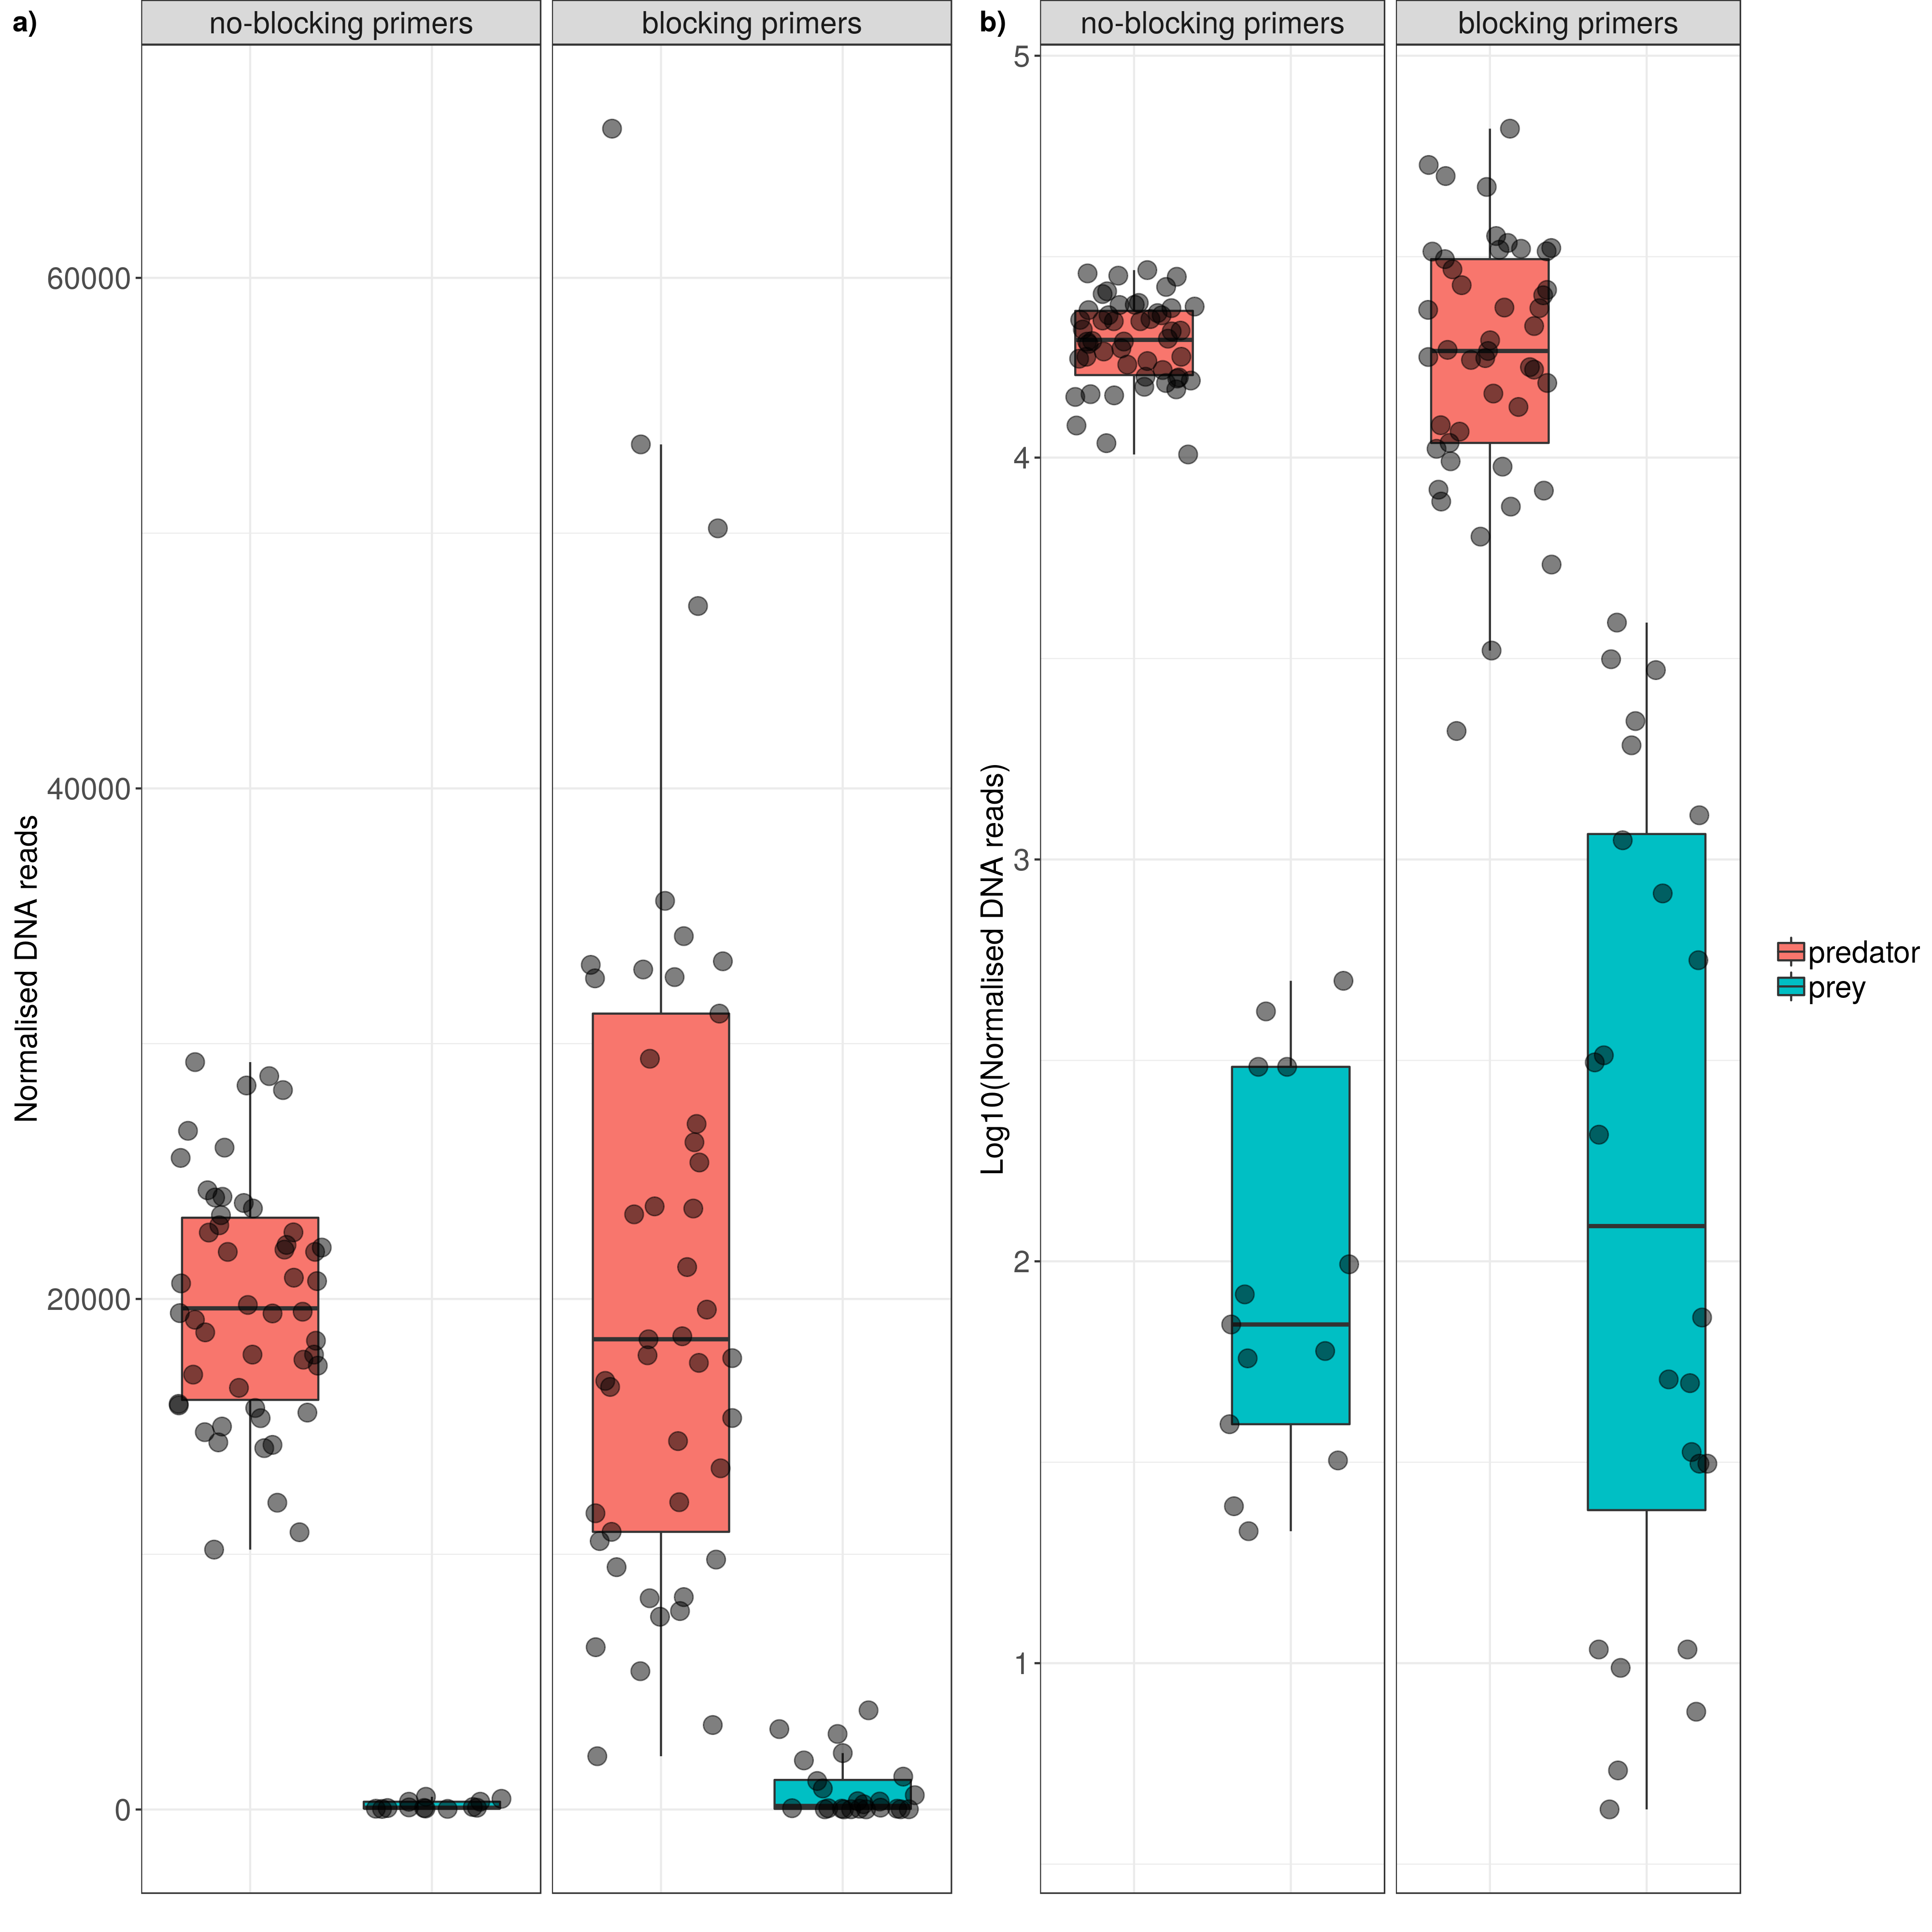 a)
no-blocking primers
blocking primers
Normalised DNA reads
60000
40000
20000
0
b)
no-blocking primers
blocking primers
Log10(Normalised DNA reads)
5
4
3
2
1
predator
prey